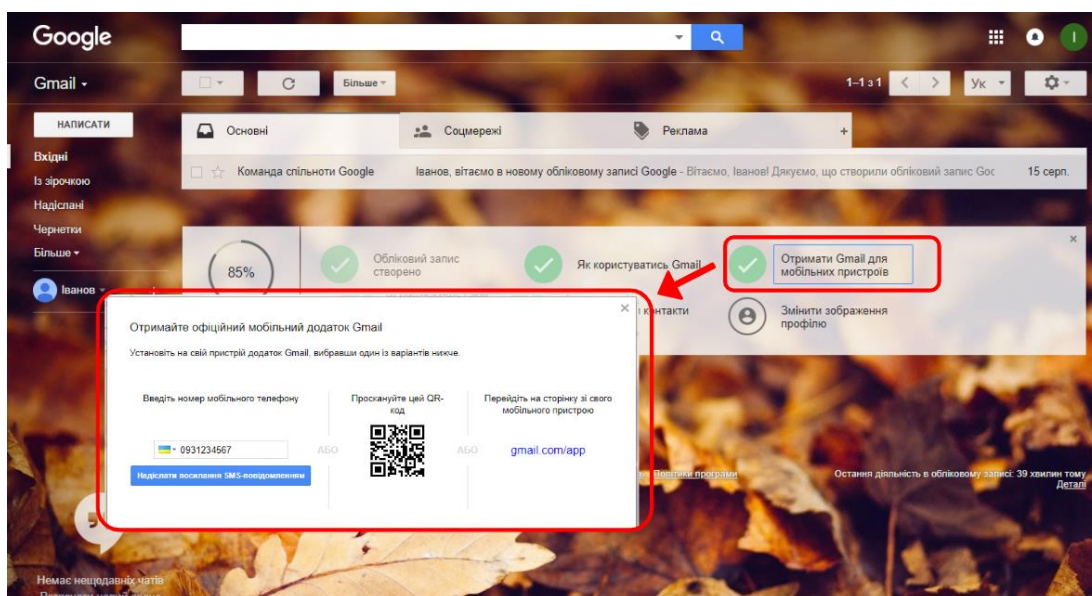 Google
Gmail
Більше
1–1 з 1
Ук
НАПИСАТИ
Основні
Соцмережі
Реклама
+
Вхідні
Із зірочкою
Надіслані
Чернетки
Більше
Команда спільноти Google
Іванов, вітаємо в новому обліковому записі Google - Вітаємо, Іванов! Дякуємо, що створили обліковий запис Goo
15 серп.
Іванов
85%
Обліковий запис
створено
Як користуватись Gmail
Отримати Gmail для
мобільних пристроїв
контакти
Змінити зображення
профілю
Отримайте офіційний мобільний додаток Gmail
Установіть на свій пристрій додаток Gmail, вибравши один із варіантів нижче.
Введіть номер мобільного телефону
0931234567
Надіслати посилання SMS-повідомленням
АБО
Проскануйте цей QR-
код
АБО
Перейдіть на сторінку зі свого
мобільного пристрою
gmail.com/app
Політики програми
Остання діяльність в обліковому записі: 39 хвилин тому
Деталі
Немає нещодавніх чатів